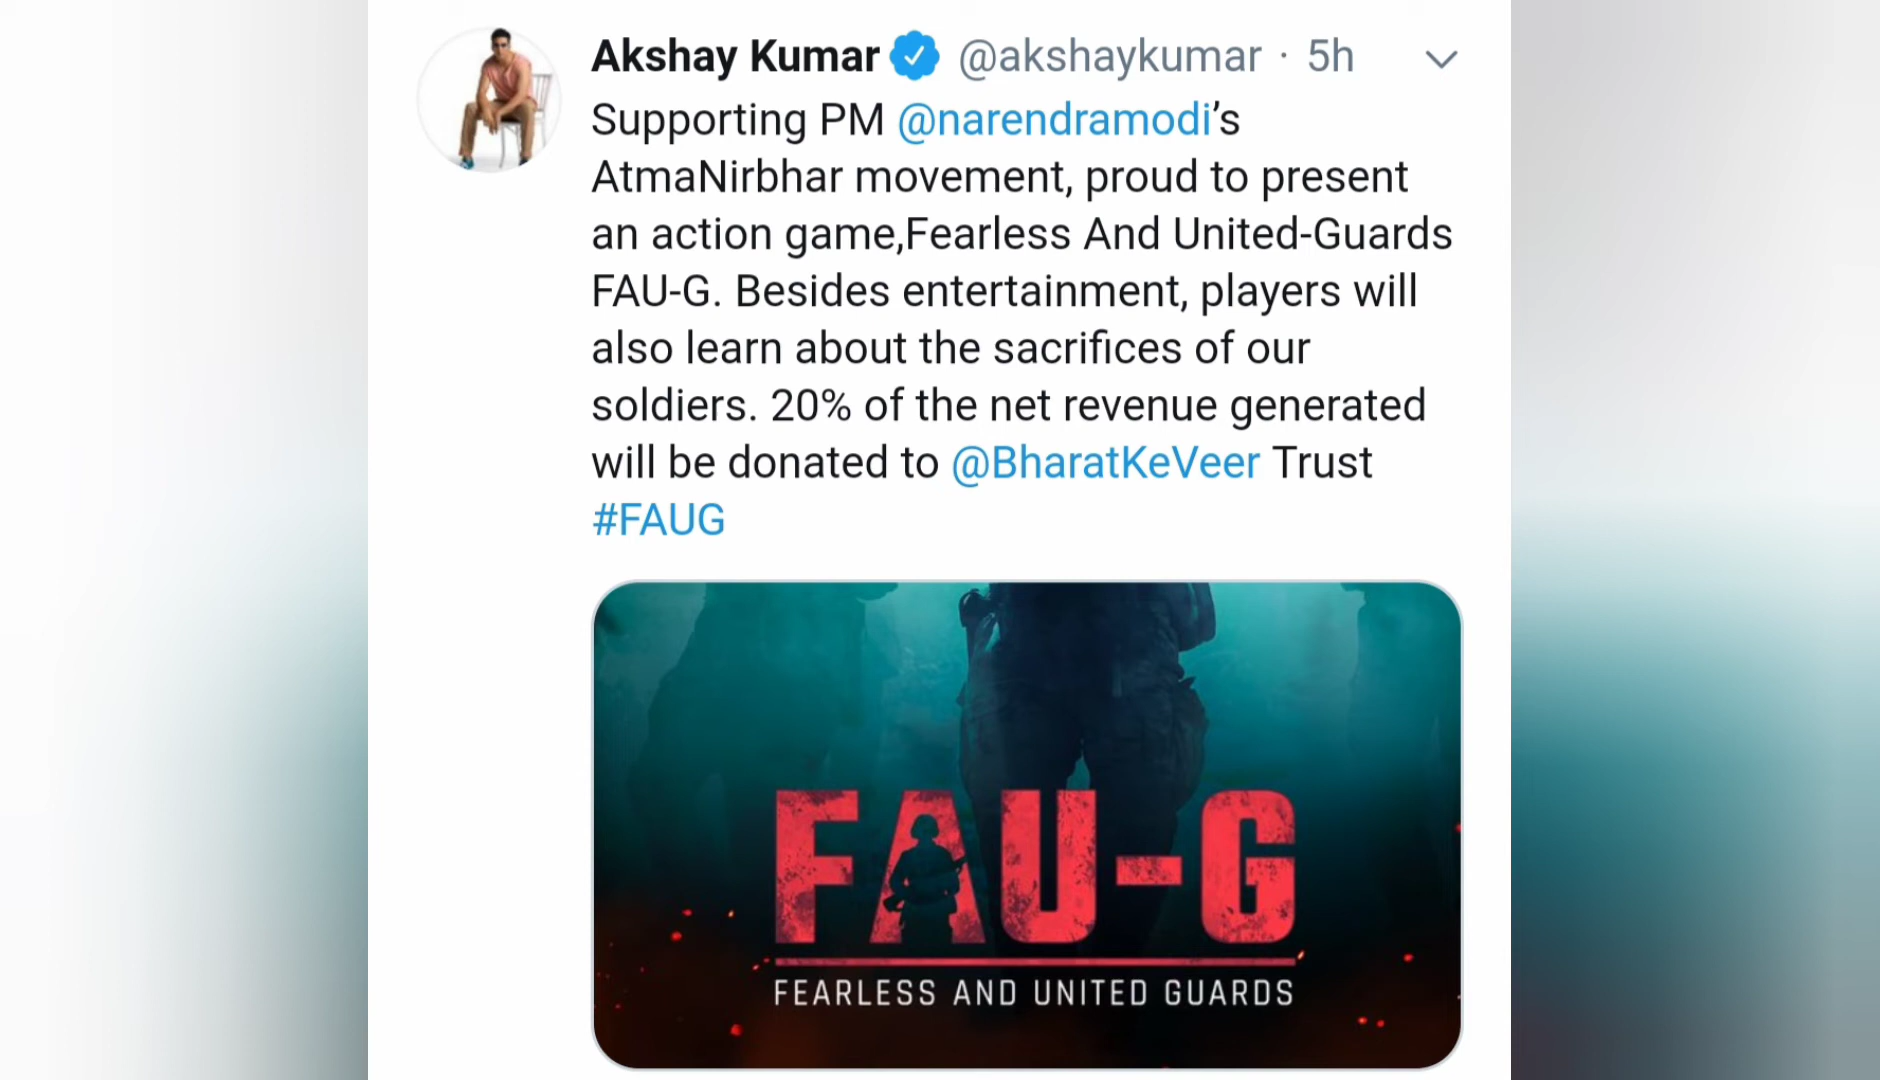 Akshay Kumar @akshaykumar · 5h
Supporting PM @narendramodi’s
AtmaNirbhar movement, proud to present
an action game,Fearless And United-Guards
FAU-G. Besides entertainment, players will
also learn about the sacrifices of our
soldiers. 20% of the net revenue generated
will be donated to @BharatKeVeer Trust
#FAUG
FAU-G
FEARLESS AND UNITED GUARDS